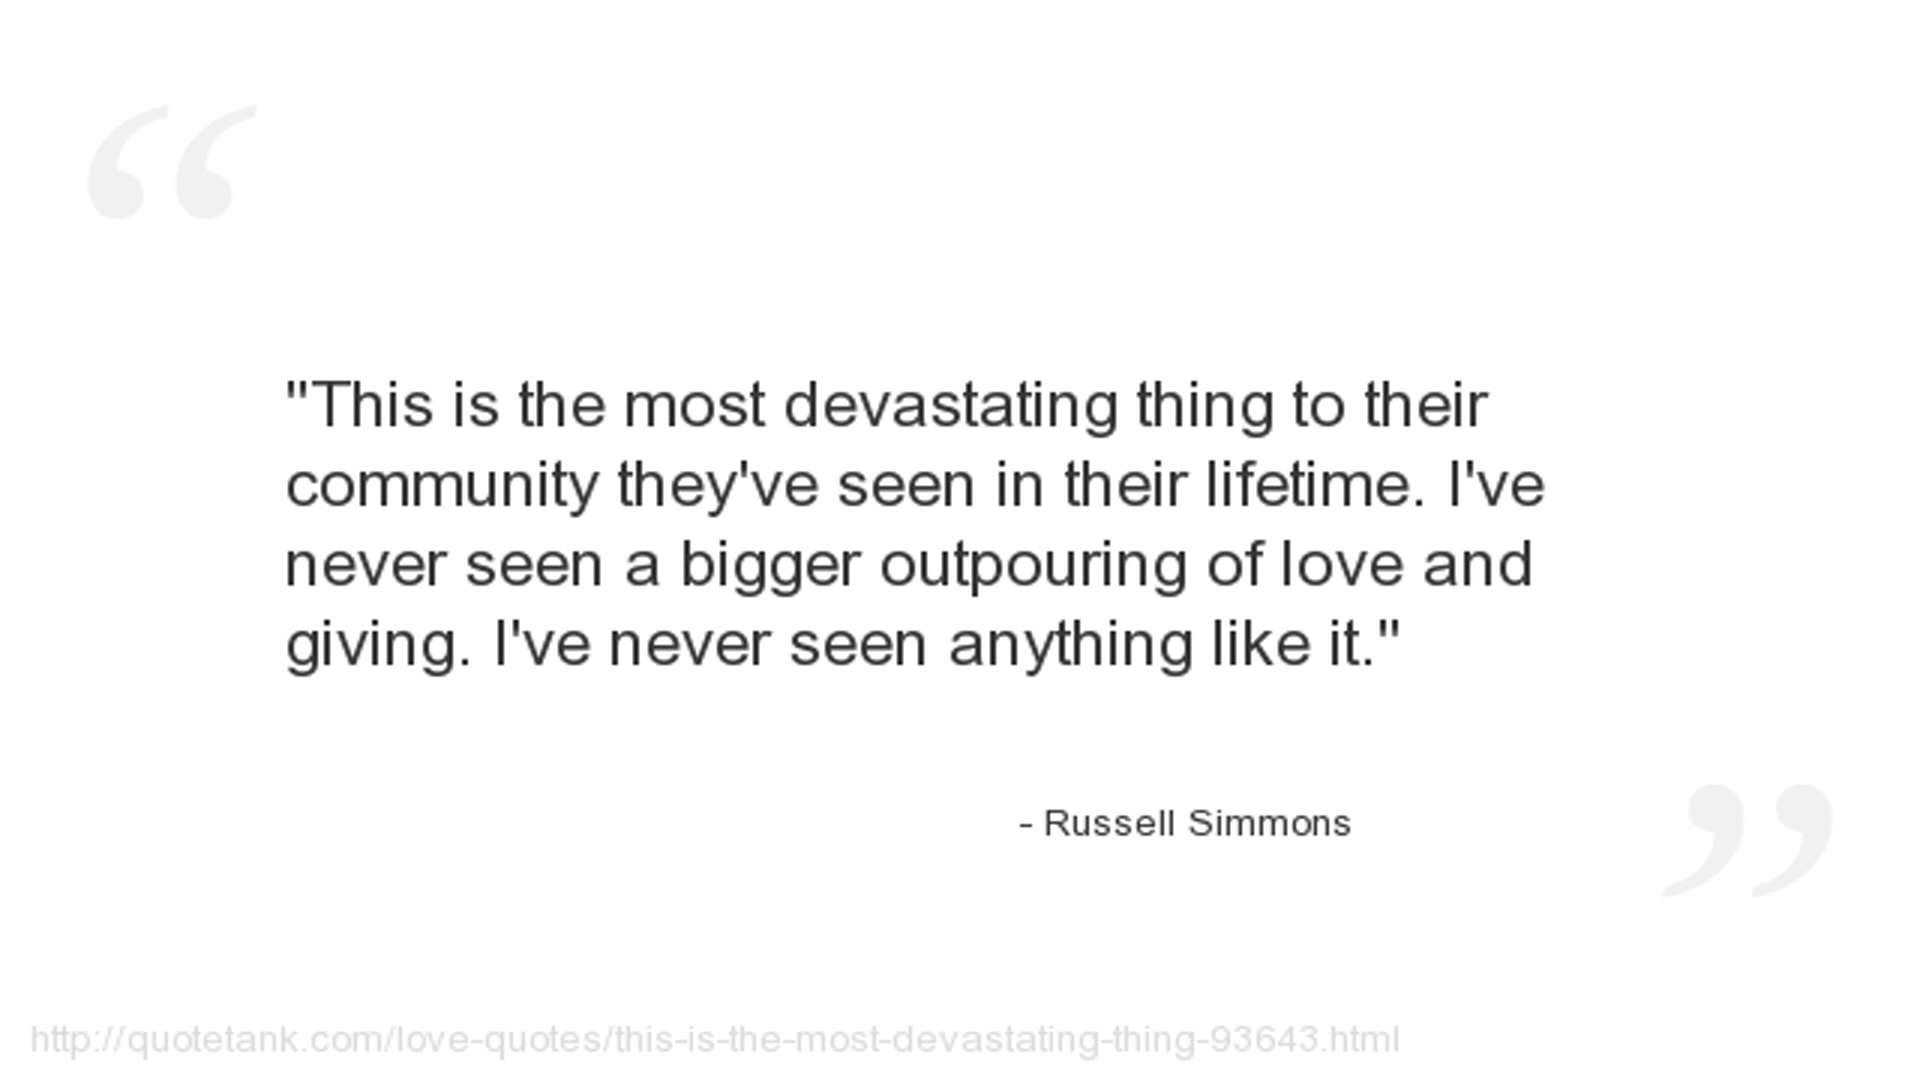 "This is the most devastating thing to their
community they've seen in their lifetime. I've
never seen a bigger outpouring of love and
giving. I've never seen anything like it."
- Russell Simmons
http://quotetank.com/love-quotes/this-is-the-most-devastating-thing-93643.html